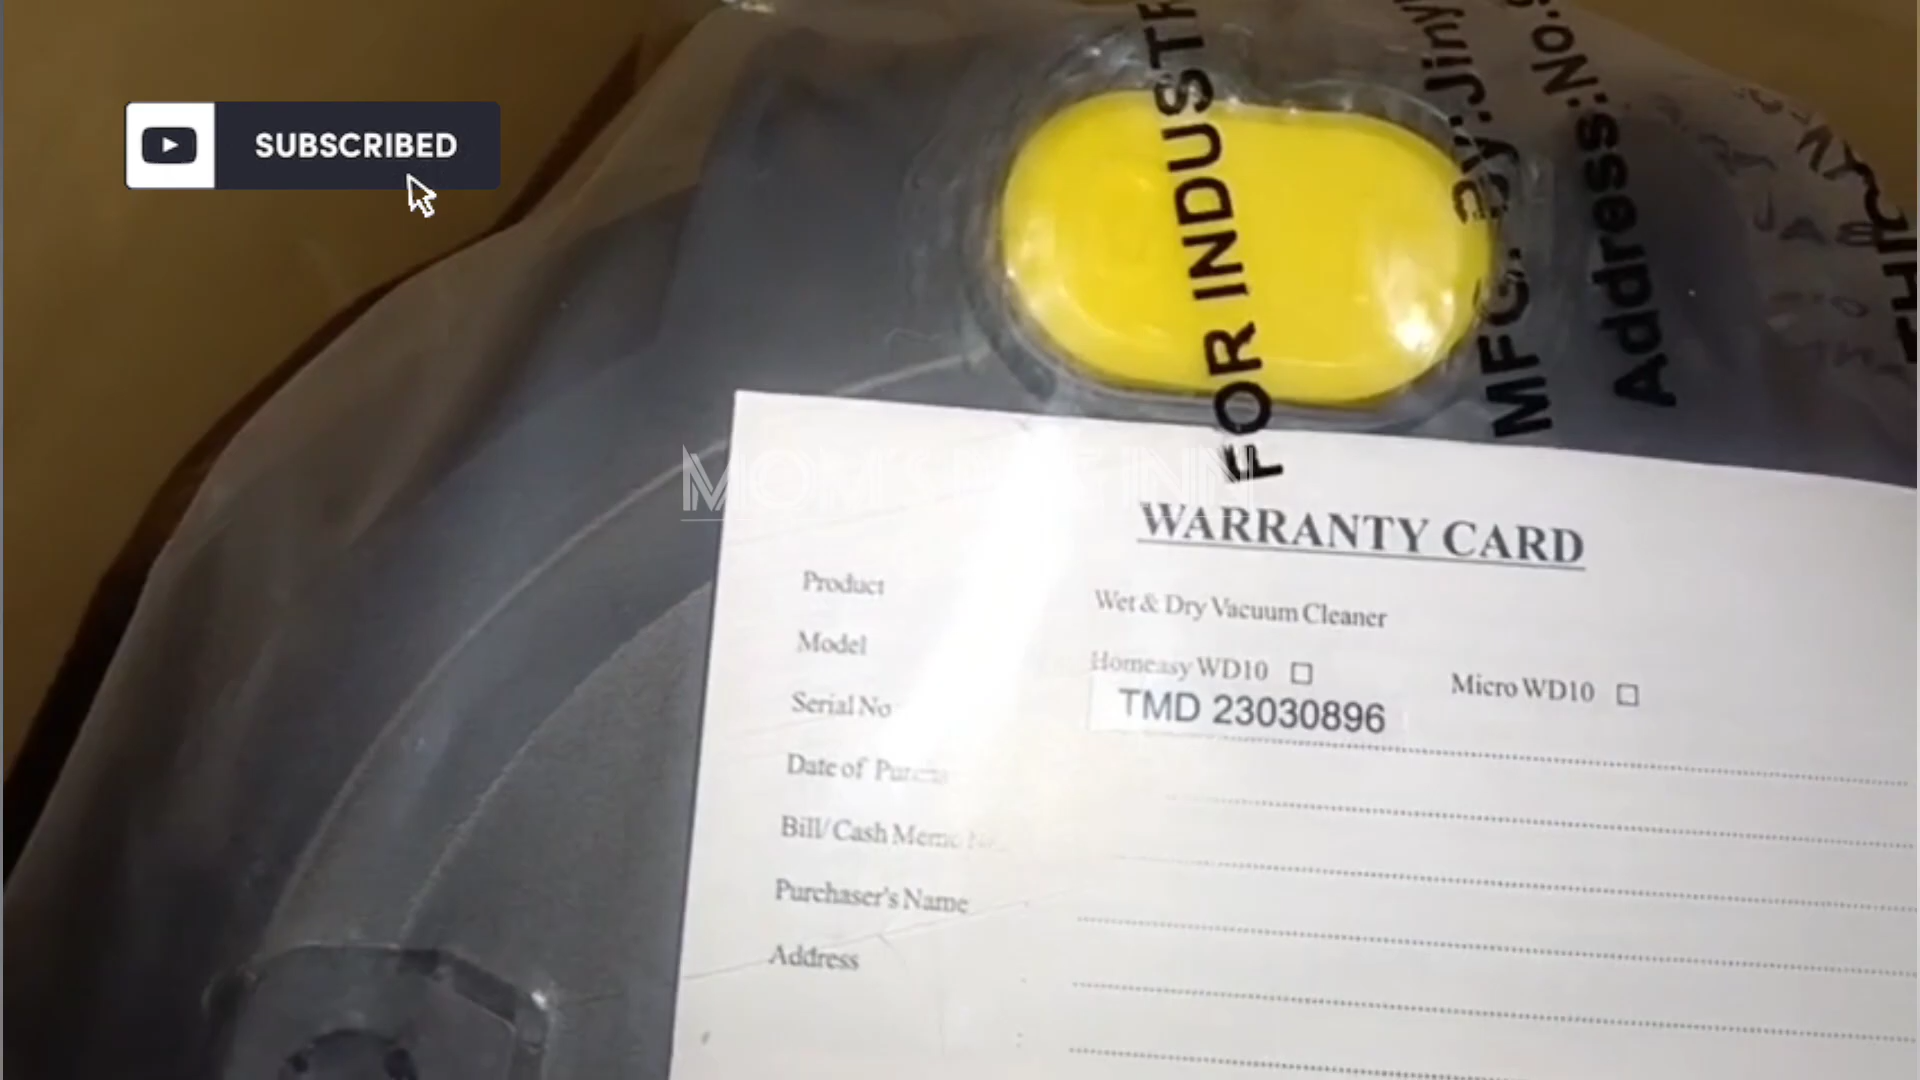 SUBSCRIBED
FOR INDUST
MFG. By:Jiny
Address:No.
WARRANTY CARD
Product
Wet & Dry Vacuum Cleaner
Model
Homeasy WD10 □ Micro WD10 □
Serial No
TMD 23030896
Date of
Bill/ Cash Memo
Purchaser's Name
Address